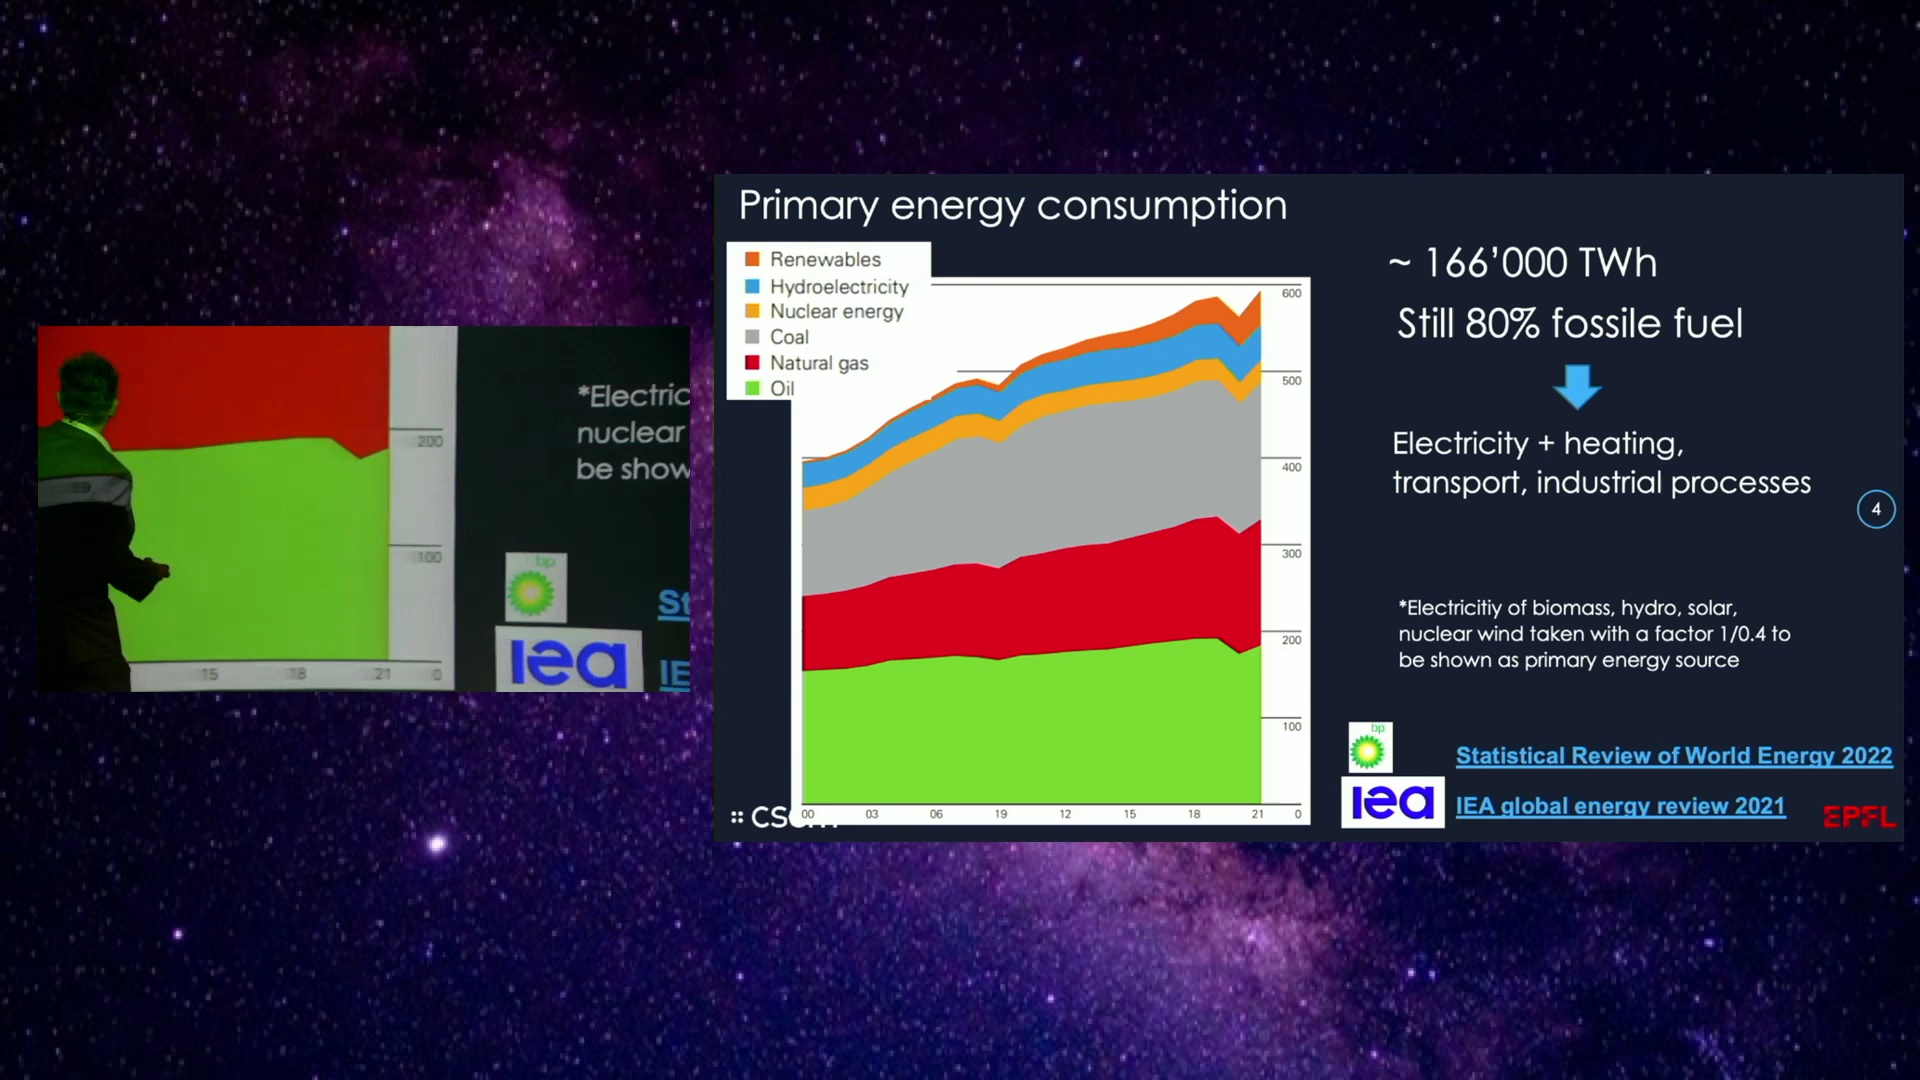 *Electric
nuclear
be show
200
100
15
18
21
0
bp
iea
St
IE
Primary energy consumption
Renewables
Hydroelectricity
Nuclear energy
Coal
Natural gas
Oil
600
500
400
300
200
100
00 03 06 19 12 15 18 21 0
~ 166’000 TWh
Still 80% fossile fuel
Electricity + heating,
transport, industrial processes
4
*Electricitiy of biomass, hydro, solar,
nuclear wind taken with a factor 1/0.4 to
be shown as primary energy source
bp
Statistical Review of World Energy 2022
iea
IEA global energy review 2021
EPFL